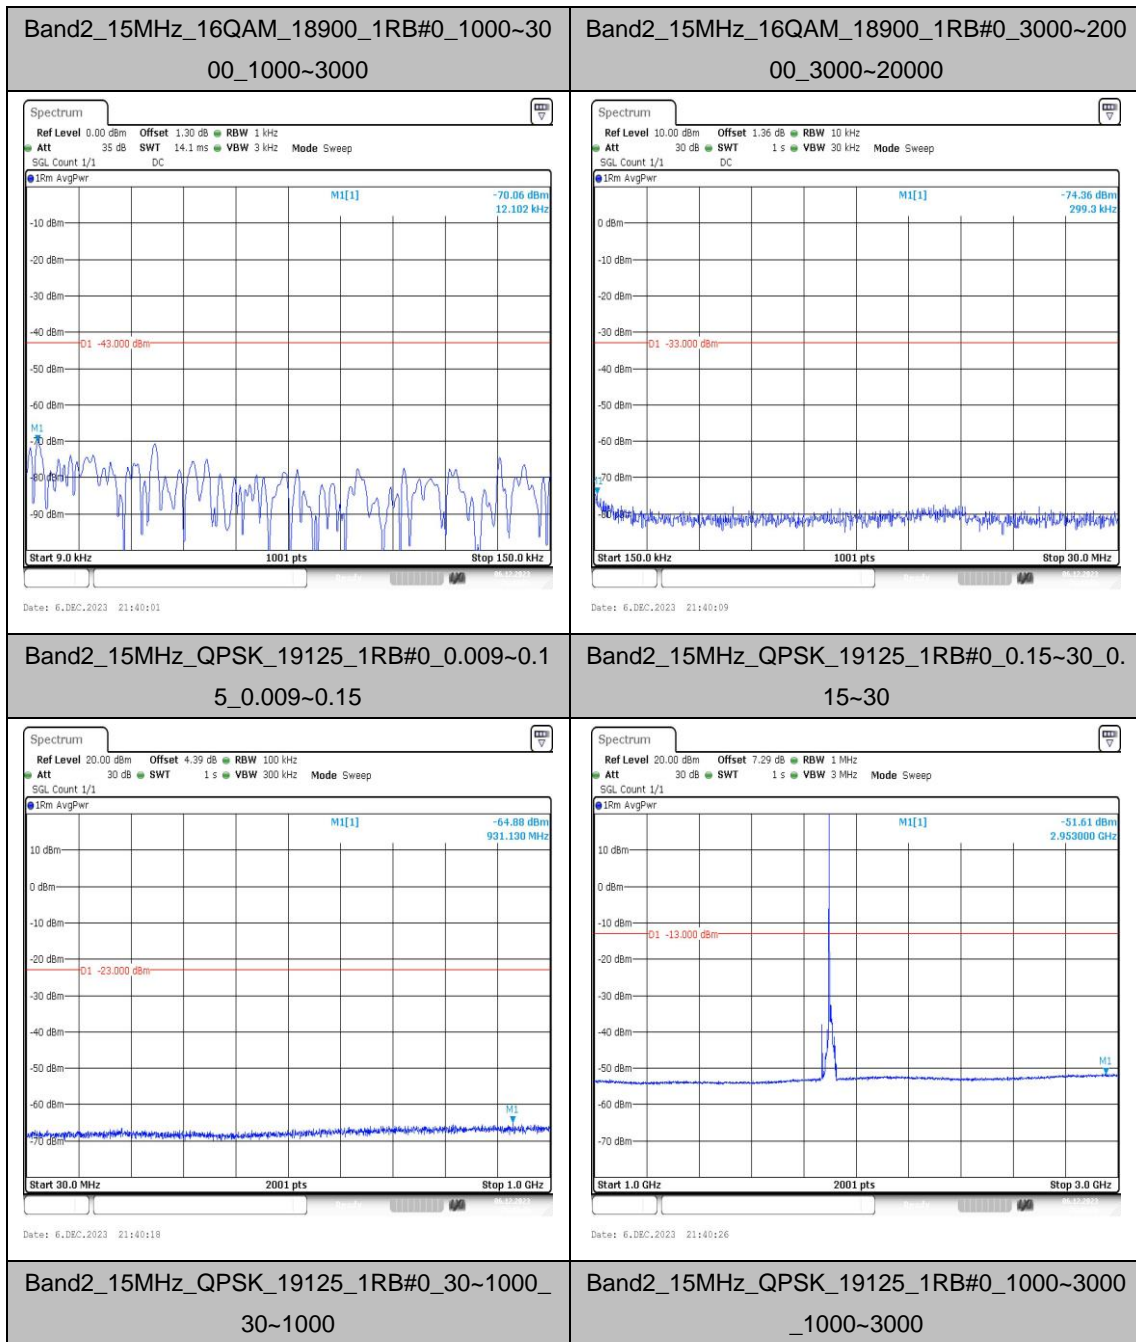 Band2_15MHz_16QAM_18900_1RB#0_1000~30
00_1000~3000
Band2_15MHz_16QAM_18900_1RB#0_3000~200
00_3000~20000
Spectrum
Ref Level 0.00 dBm Offset 1.30 dB RBW 1 kHz
Att 35 dB SWT 14.1 ms VBW 3 kHz Mode Sweep
SGL Count 1/1 DC
1Rm AvgPwr
M1[1] -70.06 dBm
12.102 kHz
-10 dBm
-20 dBm
-30 dBm
-40 dBm
D1 -43.000 dBm
-50 dBm
-60 dBm
M1
-70 dBm
-80 dBm
-90 dBm
Start 9.0 kHz 1001 pts Stop 150.0 kHz
Date: 6.DEC.2023 21:40:01
Spectrum
Ref Level 10.00 dBm Offset 1.36 dB RBW 10 kHz
Att 30 dB SWT 1 s VBW 30 kHz Mode Sweep
SGL Count 1/1 DC
1Rm AvgPwr
M1[1] -74.36 dBm
299.3 kHz
0 dBm
-10 dBm
-20 dBm
-30 dBm
D1 -33.000 dBm
-40 dBm
-50 dBm
-60 dBm
-70 dBm
-80 dBm
Start 150.0 kHz 1001 pts Stop 30.0 MHz
Date: 6.DEC.2023 21:40:09
Band2_15MHz_QPSK_19125_1RB#0_0.009~0.1
5_0.009~0.15
Band2_15MHz_QPSK_19125_1RB#0_0.15~30_0.
15~30
Spectrum
Ref Level 20.00 dBm Offset 4.39 dB RBW 100 kHz
Att 30 dB SWT 1 s VBW 300 kHz Mode Sweep
SGL Count 1/1
1Rm AvgPwr
M1[1] -64.88 dBm
931.130 MHz
10 dBm
0 dBm
-10 dBm
-20 dBm
D1 -23.000 dBm
-30 dBm
-40 dBm
-50 dBm
-60 dBm
M1
-70 dBm
Start 30.0 MHz 2001 pts Stop 1.0 GHz
Date: 6.DEC.2023 21:40:18
Spectrum
Ref Level 20.00 dBm Offset 7.29 dB RBW 1 MHz
Att 30 dB SWT 1 s VBW 3 MHz Mode Sweep
SGL Count 1/1
1Rm AvgPwr
M1[1] -51.61 dBm
2.953000 GHz
10 dBm
0 dBm
-10 dBm
D1 -13.000 dBm
-20 dBm
-30 dBm
-40 dBm
-50 dBm
M1
-60 dBm
-70 dBm
Start 1.0 GHz 2001 pts Stop 3.0 GHz
Date: 6.DEC.2023 21:40:26
Band2_15MHz_QPSK_19125_1RB#0_30~1000_
30~1000
Band2_15MHz_QPSK_19125_1RB#0_1000~3000
_1000~3000